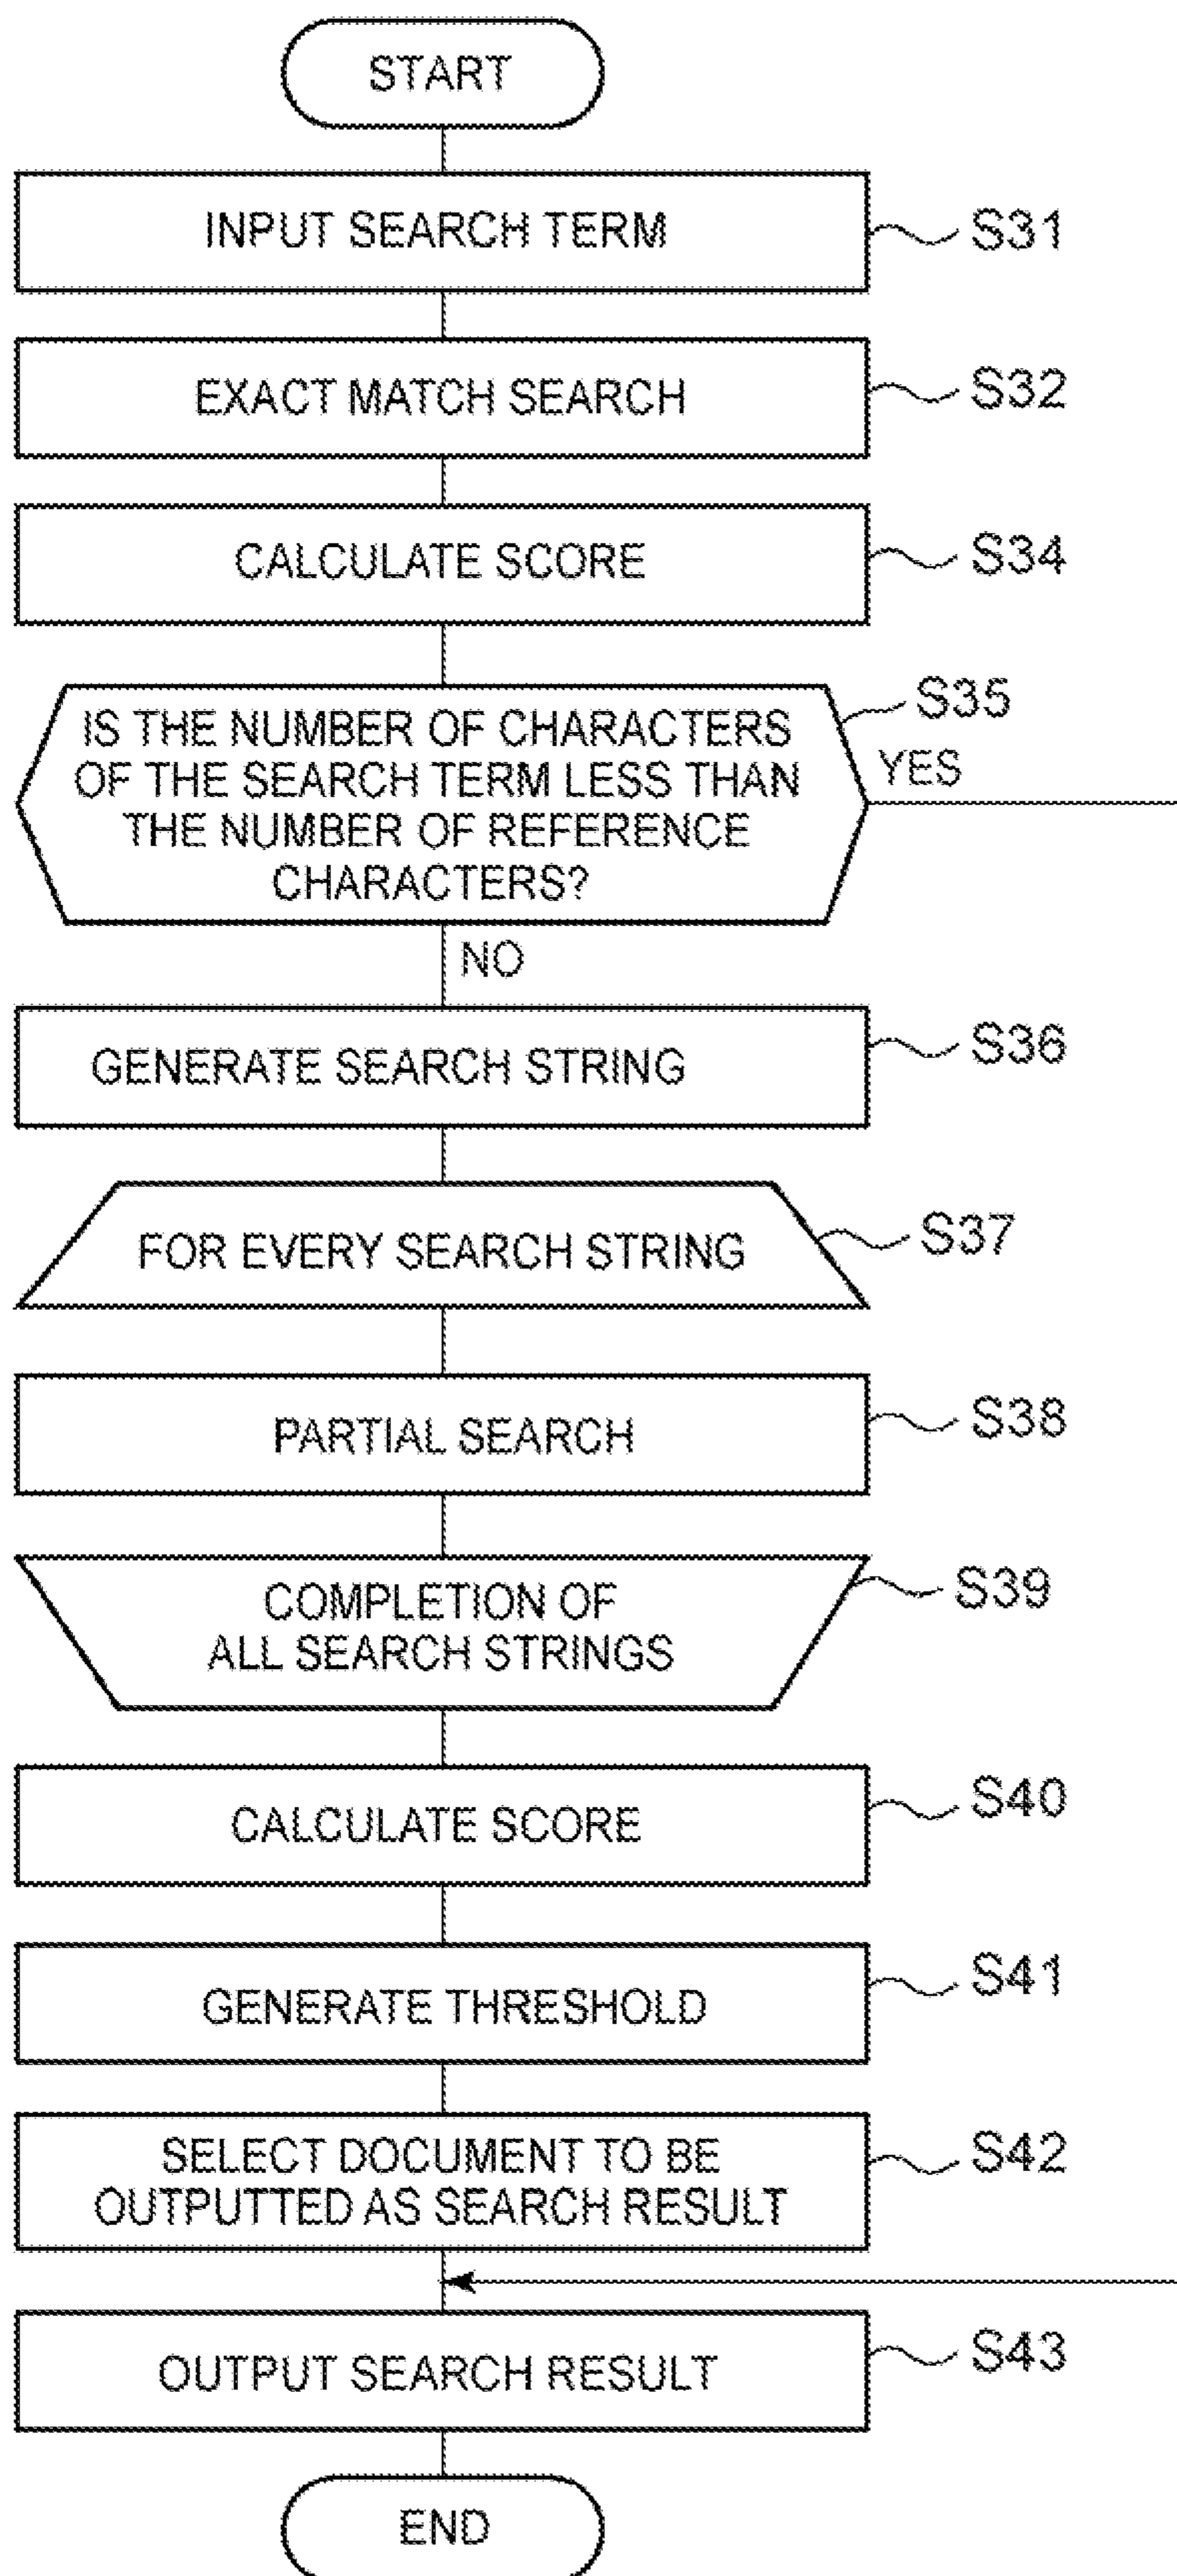 START
INPUT SEARCH TERM
S31
EXACT MATCH SEARCH
S32
CALCULATE SCORE
S34
IS THE NUMBER OF CHARACTERS
OF THE SEARCH TERM LESS THAN
THE NUMBER OF REFERENCE
CHARACTERS?
S35
YES
NO
GENERATE SEARCH STRING
S36
FOR EVERY SEARCH STRING
S37
PARTIAL SEARCH
S38
COMPLETION OF
ALL SEARCH STRINGS
S39
CALCULATE SCORE
S40
GENERATE THRESHOLD
S41
SELECT DOCUMENT TO BE
OUTPUTTED AS SEARCH RESULT
S42
OUTPUT SEARCH RESULT
S43
END